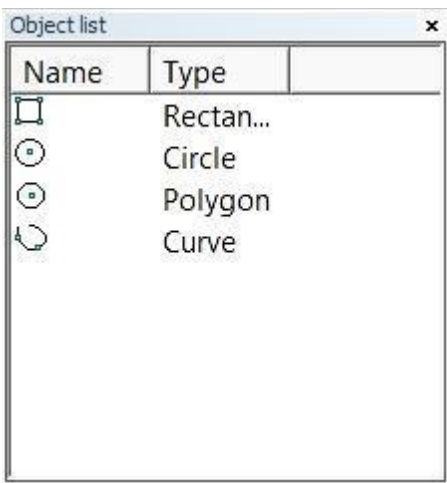 Object list
Name Type
Rectan...
Circle
Polygon
Curve